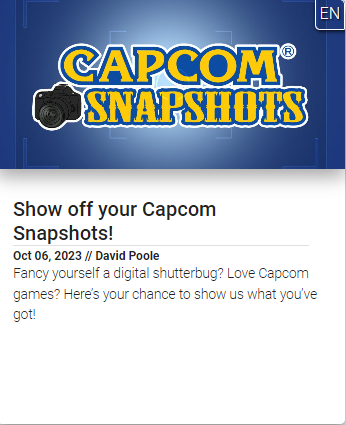 EN
CAPCOM®
SNAPSHOTS
Show off your Capcom
Snapshots!
Oct 06, 2023 // David Poole
Fancy yourself a digital shutterbug? Love Capcom
games? Here’s your chance to show us what you’ve
got!